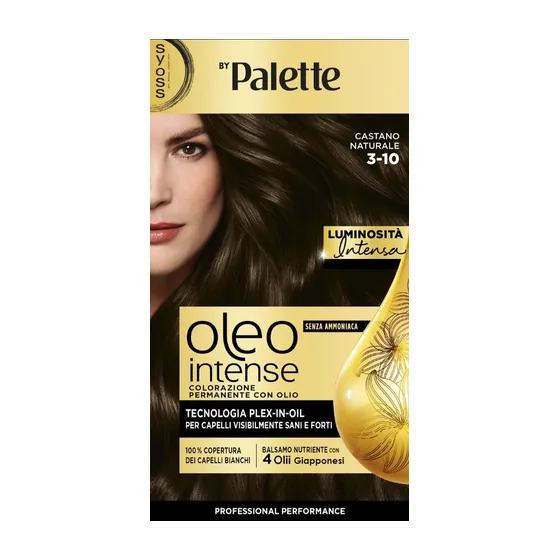 syoss
BY Palette
CASTANO
NATURALE
3-10
LUMINOSITÀ
Intensa
SENZA AMMONIACA
oleo
intense
COLORAZIONE
PERMANENTE CON OLIO
TECNOLOGIA PLEX-IN-OIL
PER CAPELLI VISIBILMENTE SANI E FORTI
100% COPERTURA
DEI CAPELLI BIANCHI
BALSAMO NUTRIENTE CON
4 Olii Giapponesi
PROFESSIONAL PERFORMANCE